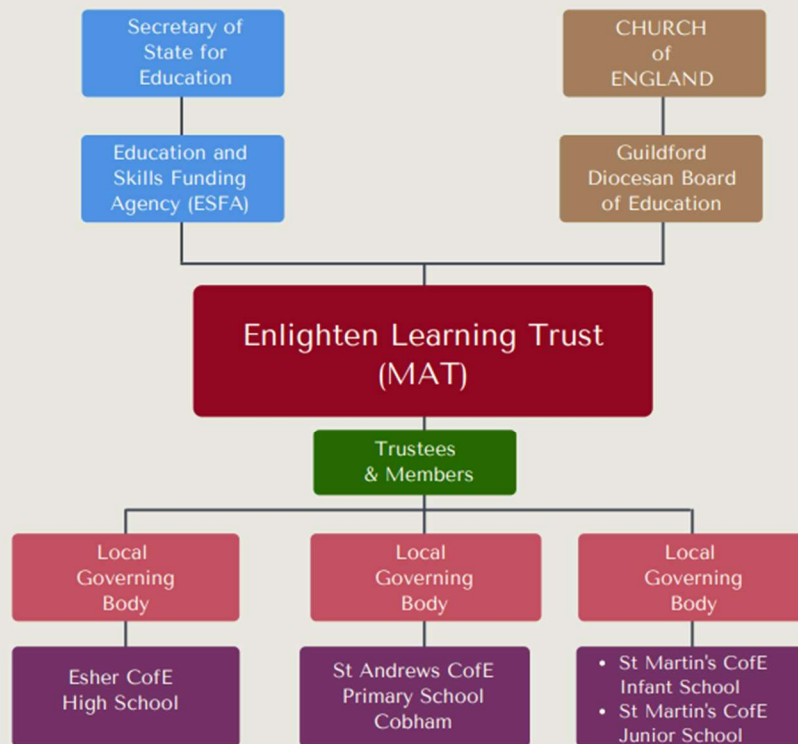 Secretary of
State for
Education
CHURCH
of
ENGLAND
Education and
Skills Funding
Agency (ESFA)
Guildford
Diocesan Board
of Education
Enlighten Learning Trust
(MAT)
Trustees
& Members
Local
Governing
Body
Local
Governing
Body
Local
Governing
Body
Esher CofE
High School
St Andrews CofE
Primary School
Cobham
• St Martin's CofE
Infant School
• St Martin's CofE
Junior School